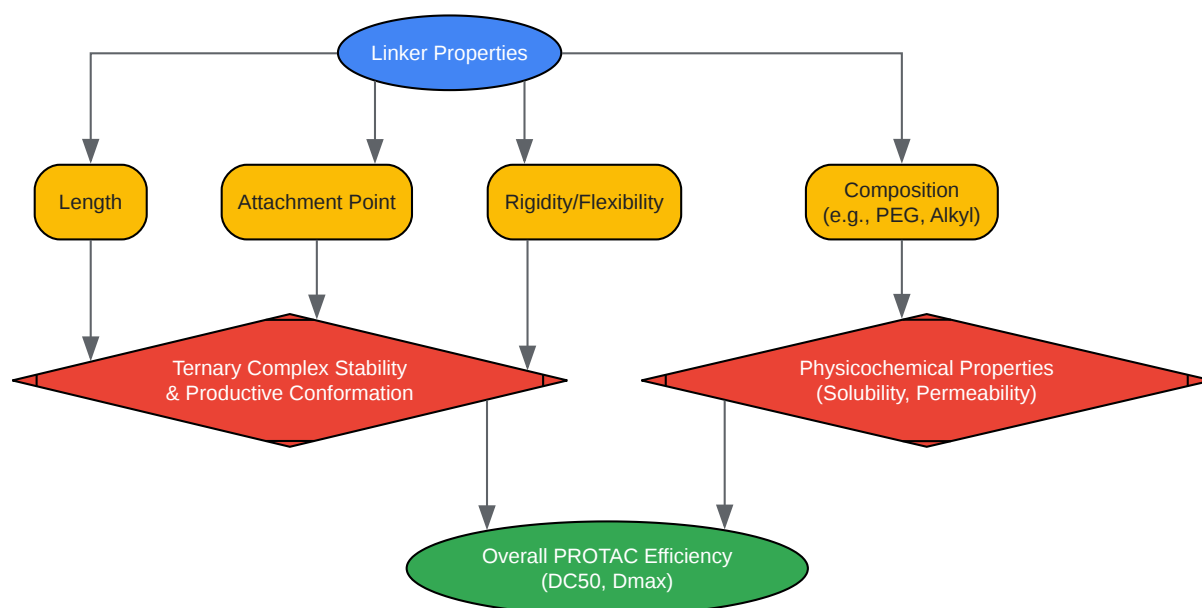 Linker Properties
Length
Attachment Point
Rigidity/Flexibility
Composition
(e.g., PEG, Alkyl)
Ternary Complex Stability
& Productive Conformation
Physicochemical Properties
(Solubility, Permeability)
Overall PROTAC Efficiency
(DC50, Dmax)